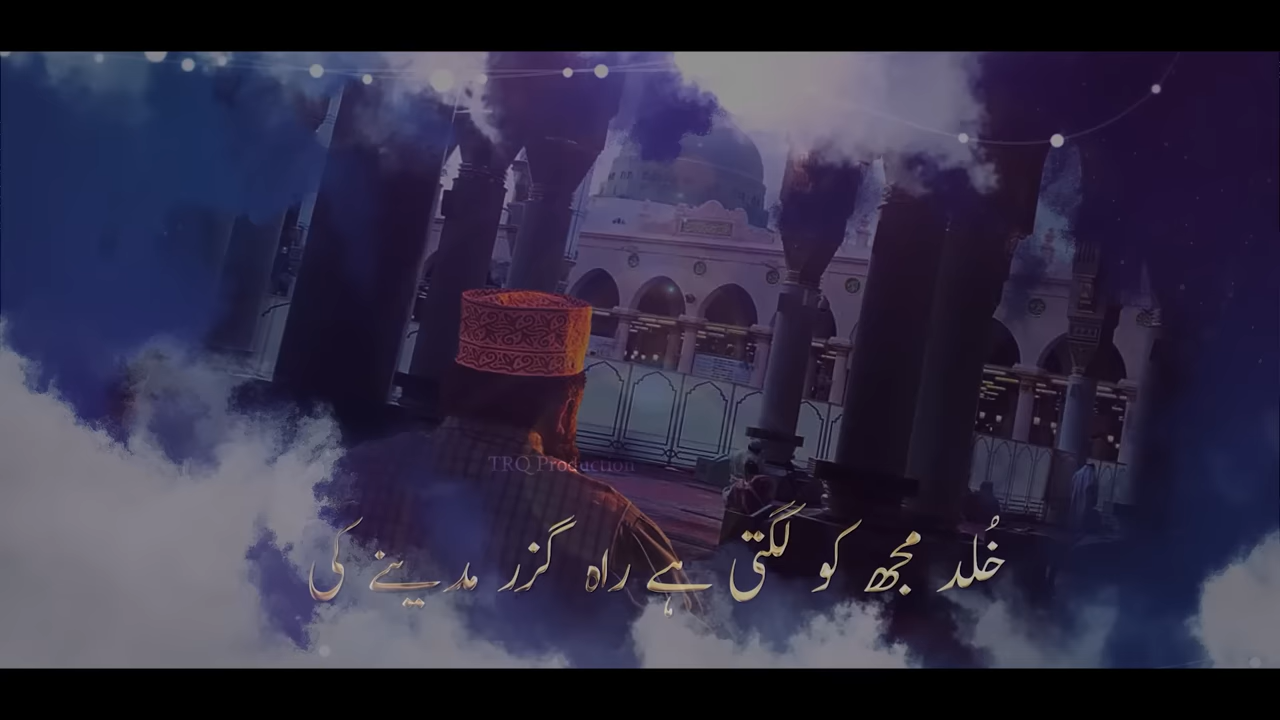 TRQ Production
خُلد مجھ کو لگتی ہے راہ گزر مدینے کی